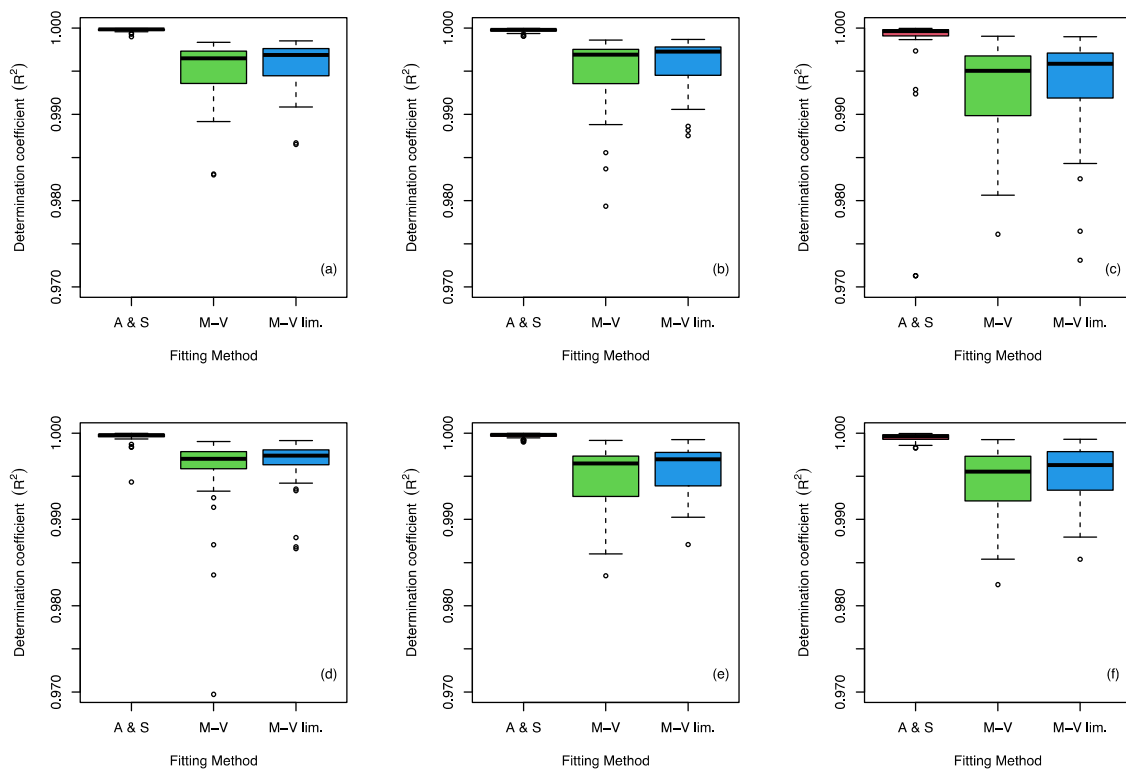 Determination coefficient (R²)
1.000
0.990
0.980
0.970
(a)
A & S
M−V
M−V lim.
Fitting Method
Determination coefficient (R²)
1.000
0.990
0.980
0.970
(b)
A & S
M−V
M−V lim.
Fitting Method
Determination coefficient (R²)
1.000
0.990
0.980
0.970
(c)
A & S
M−V
M−V lim.
Fitting Method
Determination coefficient (R²)
1.000
0.990
0.980
0.970
(d)
A & S
M−V
M−V lim.
Fitting Method
Determination coefficient (R²)
1.000
0.990
0.980
0.970
(e)
A & S
M−V
M−V lim.
Fitting Method
Determination coefficient (R²)
1.000
0.990
0.980
0.970
(f)
A & S
M−V
M−V lim.
Fitting Method